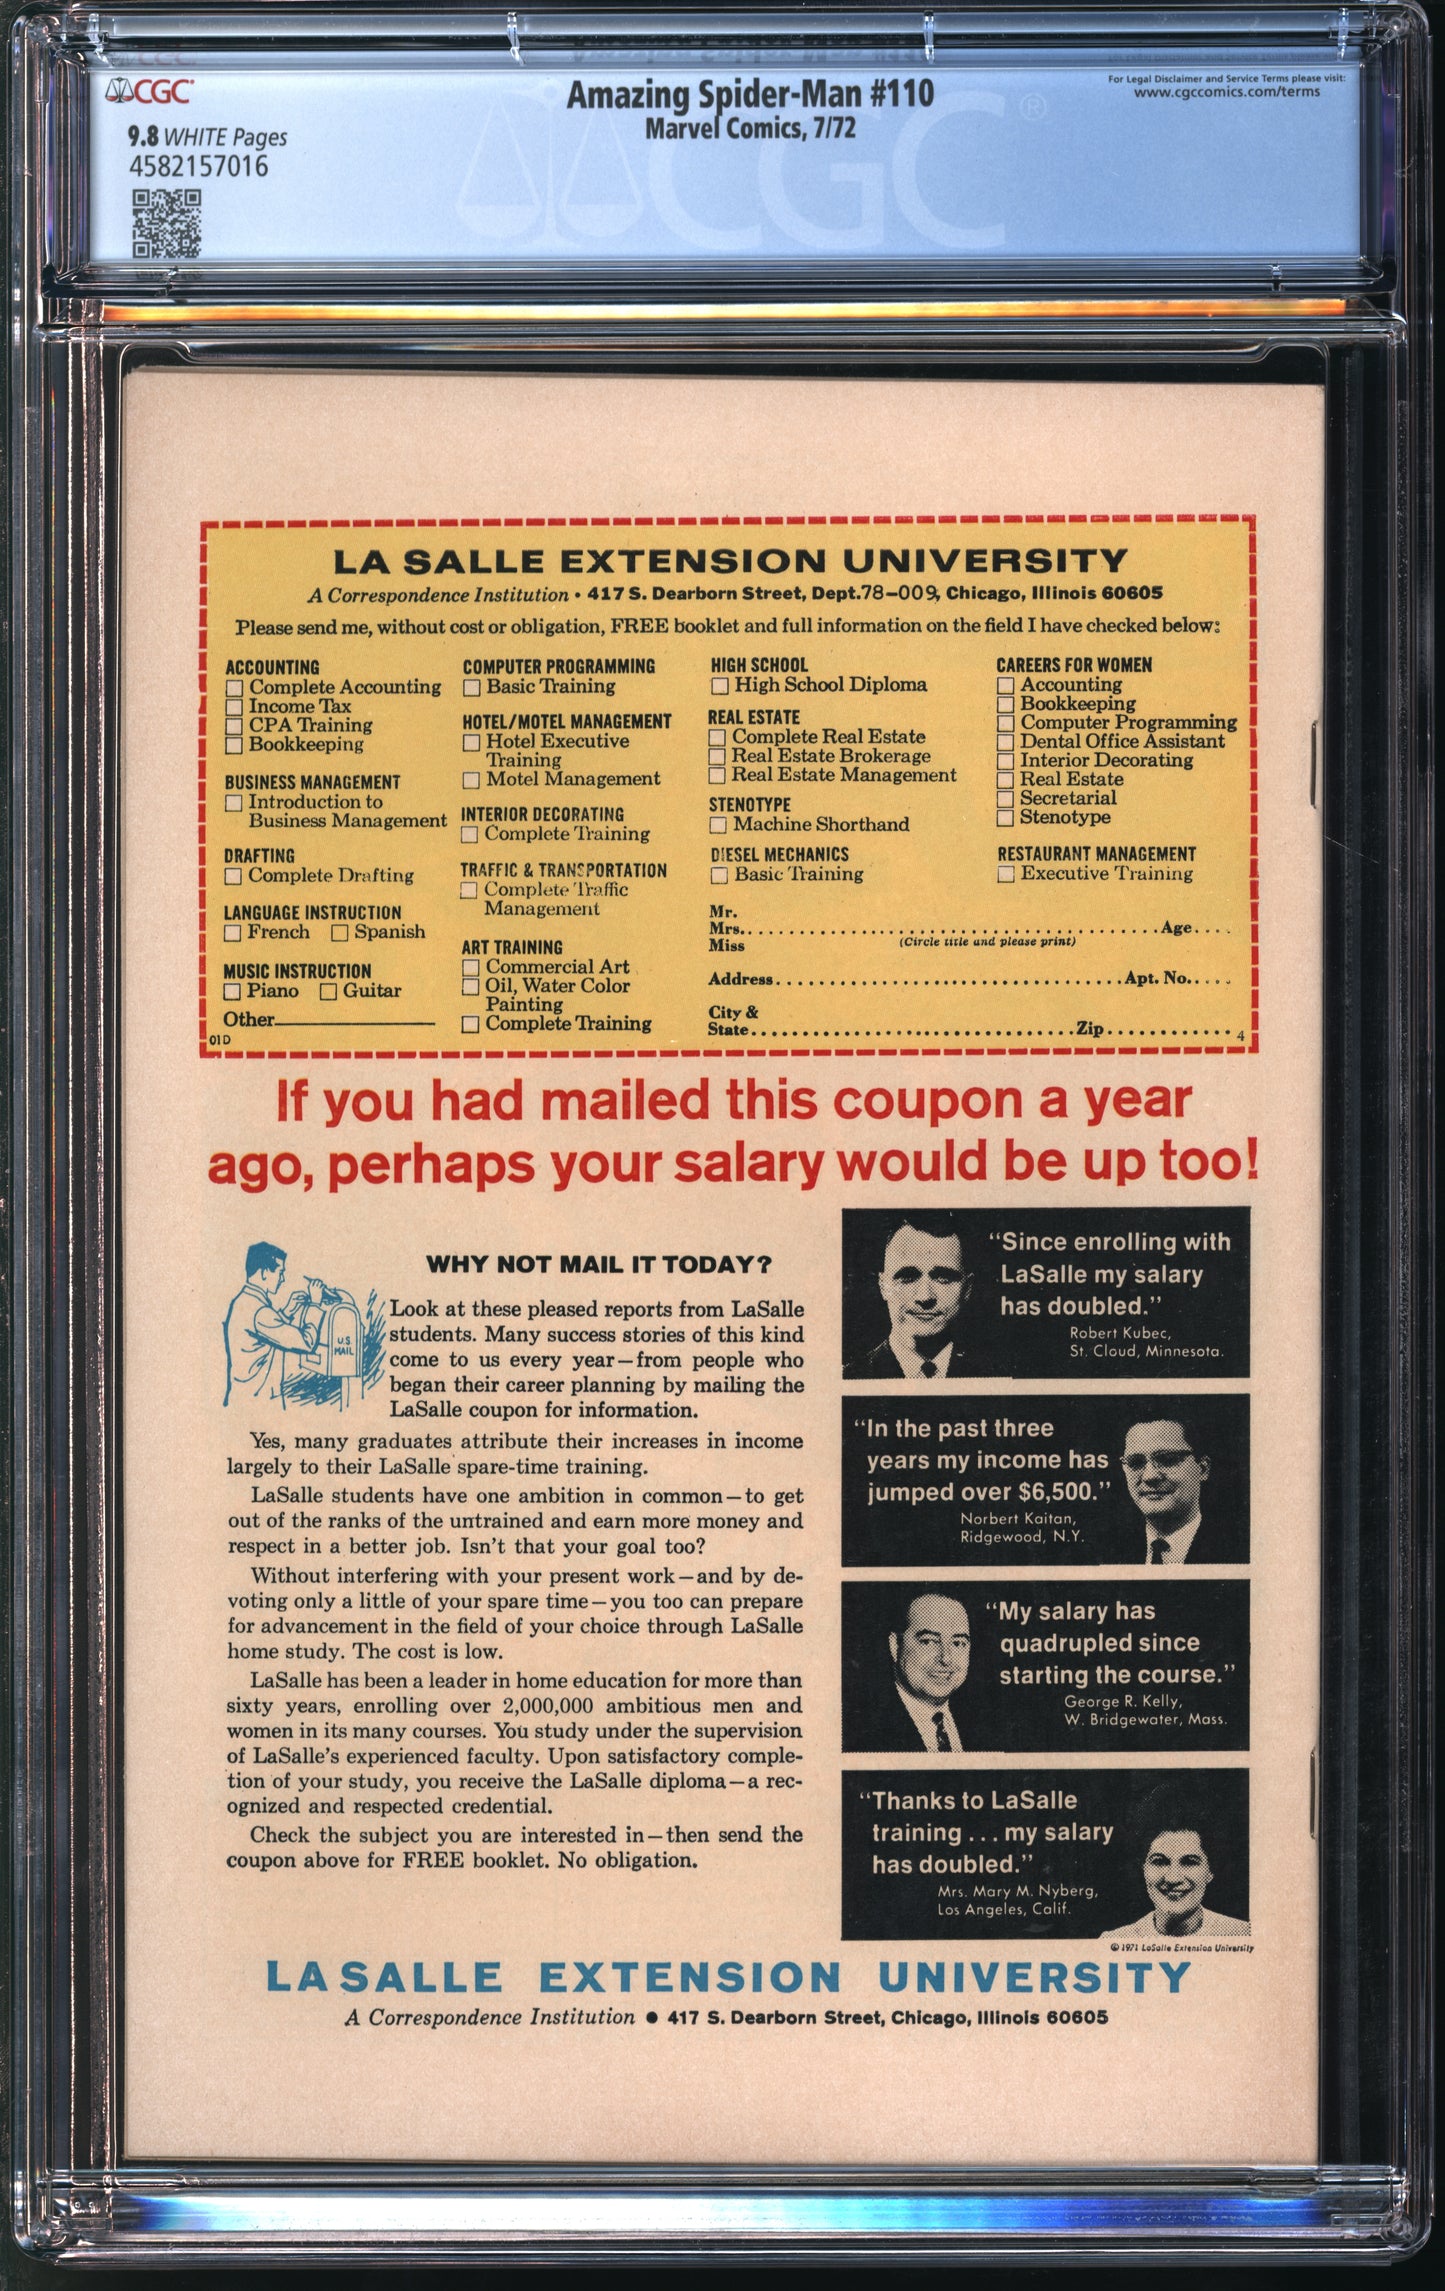 CGC
Amazing Spider-Man #110
Marvel Comics, 7/72
For Legal Disclaimer and Service Terms please visit:
www.cgccomics.com/terms
9.8 WHITE Pages
4582157016
CGC®
LA SALLE EXTENSION UNIVERSITY
A Correspondence Institution • 417 S. Dearborn Street, Dept.78-009, Chicago, Illinois 60605
Please send me, without cost or obligation, FREE booklet and full information on the field I have checked below:
ACCOUNTING
Complete Accounting
Income Tax
CPA Training
Bookkeeping
BUSINESS MANAGEMENT
Introduction to
Business Management
DRAFTING
Complete Drafting
LANGUAGE INSTRUCTION
French Spanish
MUSIC INSTRUCTION
Piano Guitar
Other
01D
COMPUTER PROGRAMMING
Basic Training
HOTEL/MOTEL MANAGEMENT
Hotel Executive
Training
Motel Management
INTERIOR DECORATING
Complete Training
TRAFFIC & TRANSPORTATION
Complete Traffic
Management
ART TRAINING
Commercial Art
Oil, Water Color
Painting
Complete Training
HIGH SCHOOL
High School Diploma
REAL ESTATE
Complete Real Estate
Real Estate Brokerage
Real Estate Management
STENOTYPE
Machine Shorthand
DIESEL MECHANICS
Basic Training
CAREERS FOR WOMEN
Accounting
Bookkeeping
Computer Programming
Dental Office Assistant
Interior Decorating
Real Estate
Secretarial
Stenotype
RESTAURANT MANAGEMENT
Executive Training
Mr.
Mrs. Age
Miss (Circle title and please print)
Address Apt. No.
City &
State Zip
4
If you had mailed this coupon a year
ago, perhaps your salary would be up too!
U.S.
MAIL
WHY NOT MAIL IT TODAY?
Look at these pleased reports from LaSalle
students. Many success stories of this kind
come to us every year—from people who
began their career planning by mailing the
LaSalle coupon for information.
Yes, many graduates attribute their increases in income
largely to their LaSalle spare-time training.
LaSalle students have one ambition in common—to get
out of the ranks of the untrained and earn more money and
respect in a better job. Isn't that your goal too?
Without interfering with your present work—and by de-
voting only a little of your spare time—you too can prepare
for advancement in the field of your choice through LaSalle
home study. The cost is low.
LaSalle has been a leader in home education for more than
sixty years, enrolling over 2,000,000 ambitious men and
women in its many courses. You study under the supervision
of LaSalle's experienced faculty. Upon satisfactory comple-
tion of your study, you receive the LaSalle diploma—a rec-
ognized and respected credential.
Check the subject you are interested in—then send the
coupon above for FREE booklet. No obligation.
"Since enrolling with
LaSalle my salary
has doubled."
Robert Kubec,
St. Cloud, Minnesota.
"In the past three
years my income has
jumped over $6,500."
Norbert Kaitan,
Ridgewood, N.Y.
"My salary has
quadrupled since
starting the course."
George R. Kelly,
W. Bridgewater, Mass.
"Thanks to LaSalle
training . . . my salary
has doubled."
Mrs. Mary M. Nyberg,
Los Angeles, Calif.
© 1971 LaSalle Extension University
LA SALLE EXTENSION UNIVERSITY
A Correspondence Institution ● 417 S. Dearborn Street, Chicago, Illinois 60605